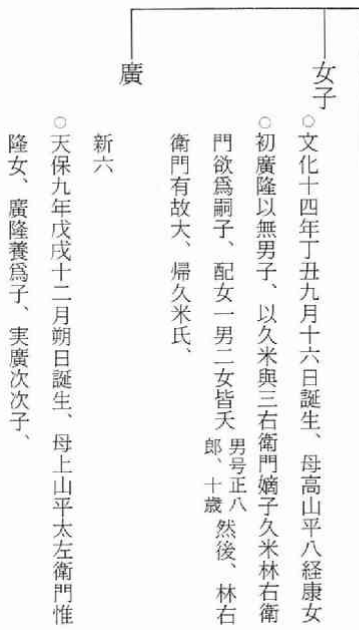 女子
○文化十四年丁丑九月十六日誕生、母高山平八経康女
○初廣隆以無男子、以久米與三右衛門嫡子久米林右衛
門欲爲嗣子、配女一男二女皆夭 男号正八
郎、十歳 然後、林右
衛門有故大、帰久米氏、
廣
新六
○天保九年戊戌十二月朔日誕生、母上山平太左衛門惟
隆女、廣隆養爲子、実廣次次子、